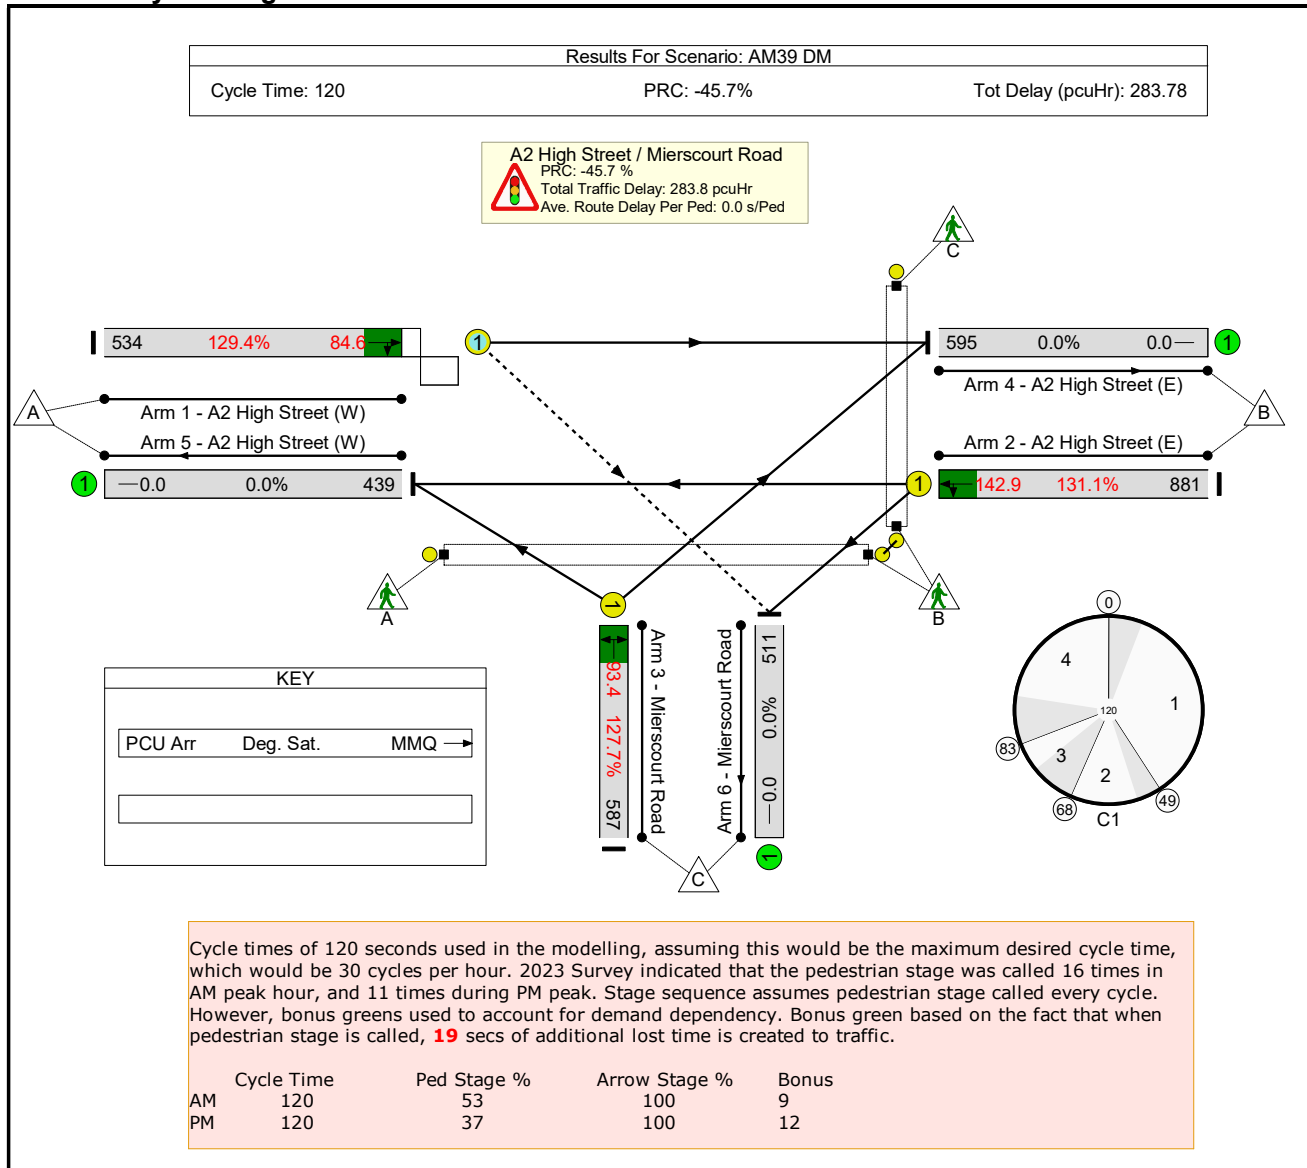 Results For Scenario: AM39 DM
Cycle Time: 120 PRC: -45.7% Tot Delay (pcuHr): 283.78
A2 High Street / Mierscourt Road
PRC: -45.7 %
Total Traffic Delay: 283.8 pcuHr
Ave. Route Delay Per Ped: 0.0 s/Ped
C
534 129.4% 84.6
1
595 0.0% 0.0
1
Arm 1 - A2 High Street (W)
Arm 4 - A2 High Street (E)
A
B
Arm 5 - A2 High Street (W)
Arm 2 - A2 High Street (E)
1
0.0 0.0% 439
1
142.9 131.1% 881
A
B
1
93.4 127.7% 587
Arm 3 - Mierscourt Road
Arm 6 - Mierscourt Road
0.0 0.0% 511
1
C
0
4
1
120
83
3
2
68
49
C1
KEY
PCU Arr Deg. Sat. MMQ
Cycle times of 120 seconds used in the modelling, assuming this would be the maximum desired cycle time,
which would be 30 cycles per hour. 2023 Survey indicated that the pedestrian stage was called 16 times in
AM peak hour, and 11 times during PM peak. Stage sequence assumes pedestrian stage called every cycle.
However, bonus greens used to account for demand dependency. Bonus green based on the fact that when
pedestrian stage is called, 19 secs of additional lost time is created to traffic.
Cycle Time Ped Stage % Arrow Stage % Bonus
AM 120 53 100 9
PM 120 37 100 12